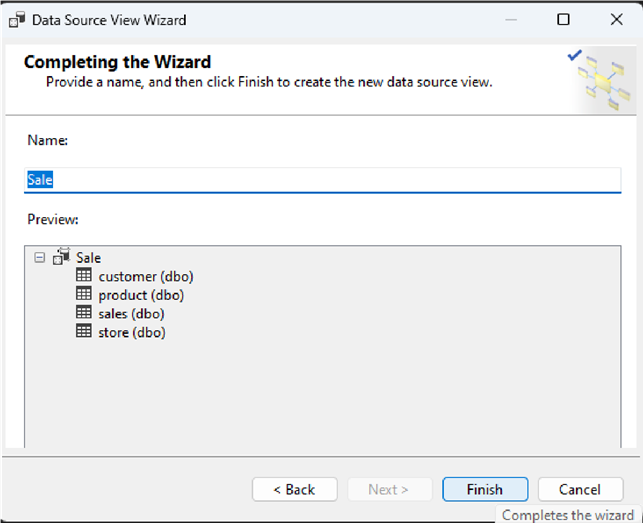 Data Source View Wizard
Completing the Wizard
Provide a name, and then click Finish to create the new data source view.
Name:
Sale
Preview:
Sale
customer (dbo)
product (dbo)
sales (dbo)
store (dbo)
< Back
Next >
Finish
Cancel
Completes the wizard